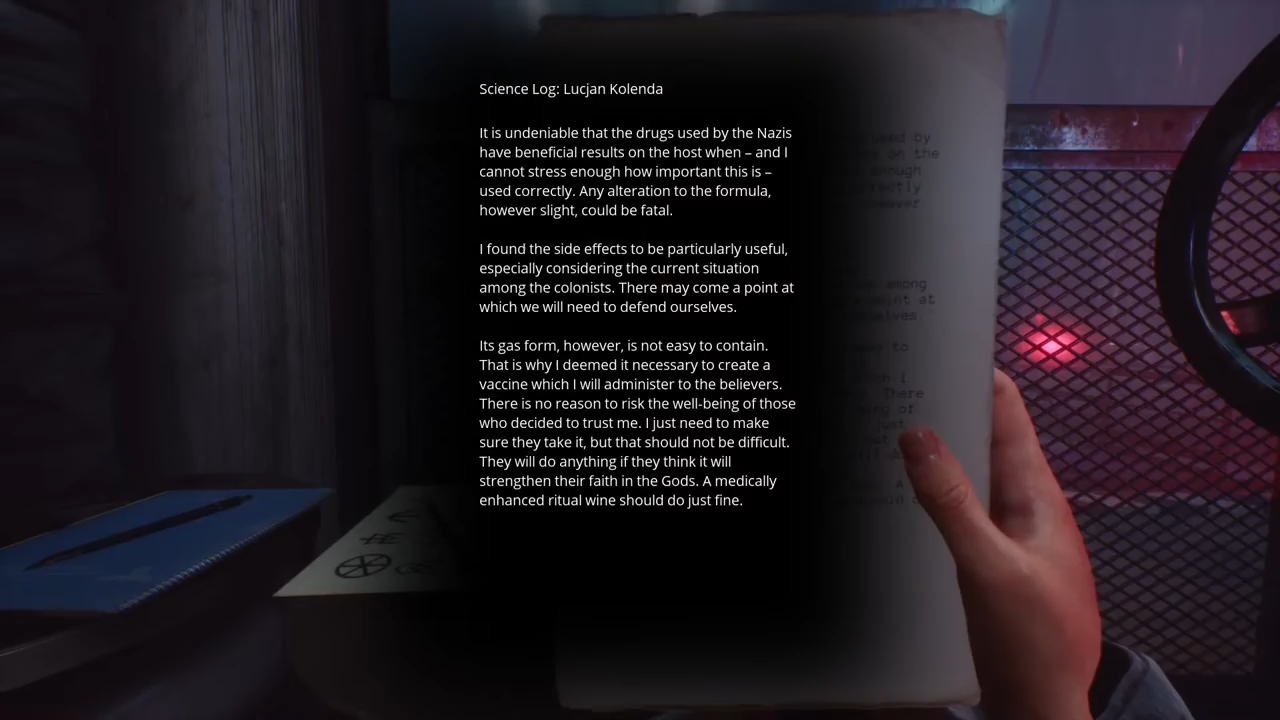 Science Log: Lucjan Kolenda
It is undeniable that the drugs used by the Nazis
have beneficial results on the host when – and I
cannot stress enough how important this is –
used correctly. Any alteration to the formula,
however slight, could be fatal.
I found the side effects to be particularly useful,
especially considering the current situation
among the colonists. There may come a point at
which we will need to defend ourselves.
Its gas form, however, is not easy to contain.
That is why I deemed it necessary to create a
vaccine which I will administer to the believers.
There is no reason to risk the well-being of those
who decided to trust me. I just need to make
sure they take it, but that should not be difficult.
They will do anything if they think it will
strengthen their faith in the Gods. A medically
enhanced ritual wine should do just fine.